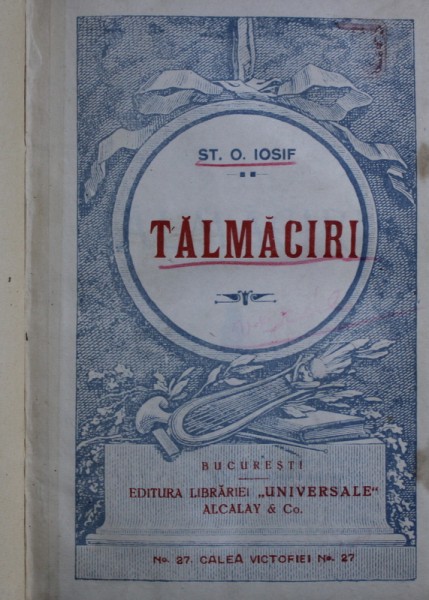 ST. O. IOSIF
TĂLMĂCIRI
BUCUREȘTI
EDITURA LIBRĂRIEI „UNIVERSALE“
ALCALAY & Co.
No. 27. CALEA VICTORIEI No. 27